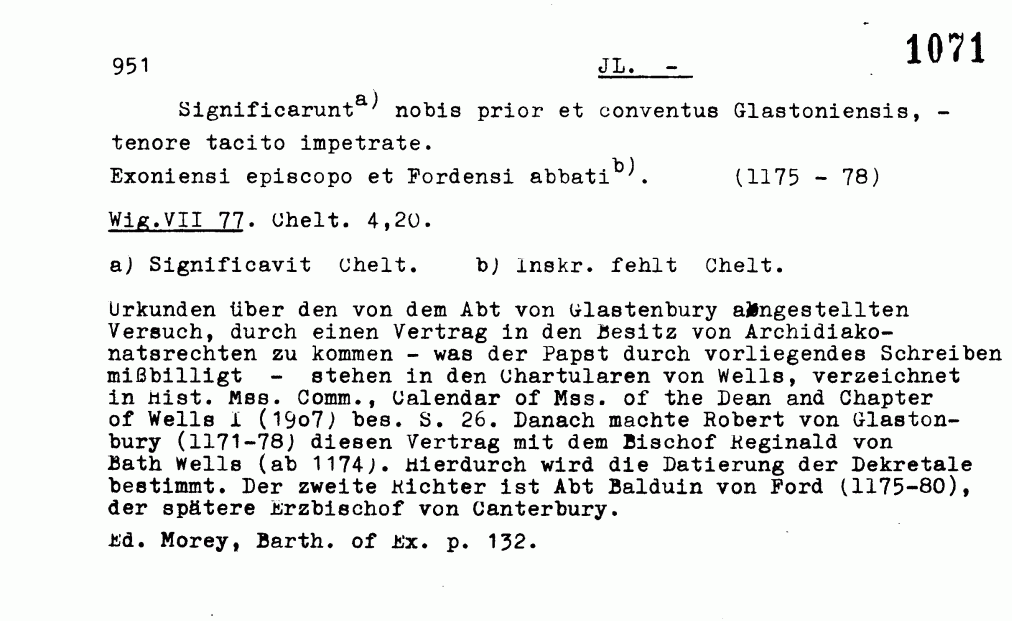 1071
951 JL. -
Significarunt a) nobis prior et conventus Glastoniensis, -
tenore tacito impetrate.
Exoniensi episcopo et Fordensi abbati b). (1175 - 78)
Wig.VII 77. Chelt. 4,20.
a) Significavit Chelt. b) Inskr. fehlt Chelt.
Urkunden über den von dem Abt von Glastenbury angestellten
Versuch, durch einen Vertrag in den Besitz von Archidiako-
natsrechten zu kommen - was der Papst durch vorliegendes Schreiben
mißbilligt - stehen in den Chartularen von Wells, verzeichnet
in Hist. Mss. Comm., Calendar of Mss. of the Dean and Chapter
of Wells I (19o7) bes. S. 26. Danach machte Robert von Glaston-
bury (1171-78) diesen Vertrag mit dem Bischof Reginald von
Bath Wells (ab 1174). Hierdurch wird die Datierung der Dekretale
bestimmt. Der zweite Richter ist Abt Balduin von Ford (1175-80),
der spätere Erzbischof von Canterbury.
Ed. Morey, Barth. of Ex. p. 132.